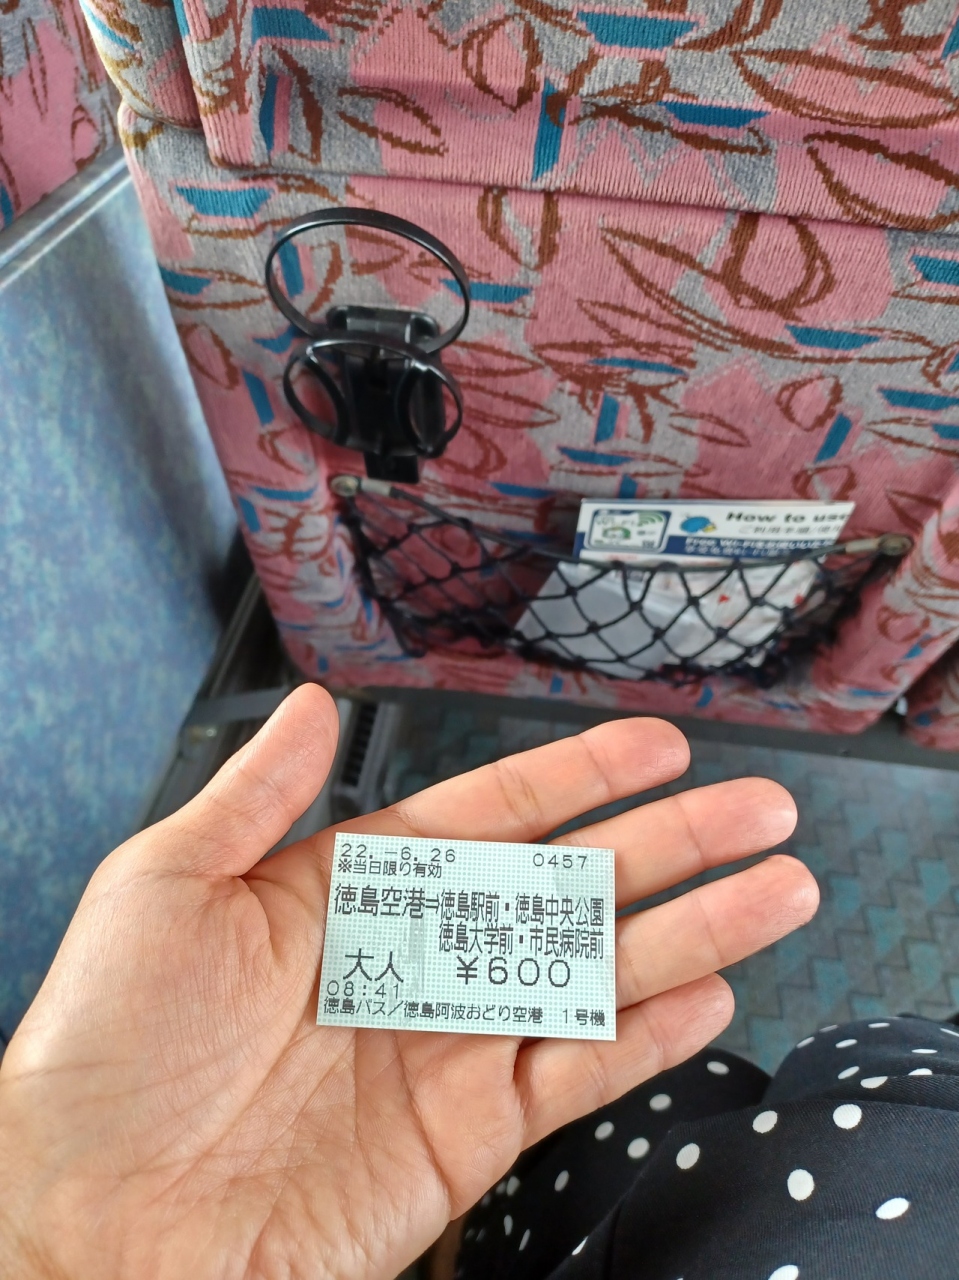 How to use
22.-6.26 0457
※当日限り有効
徳島空港⇒徳島駅前・徳島中央公園
徳島大学前・市民病院前
大人 ¥600
08:41
徳島バス/徳島阿波おどり空港 1号機